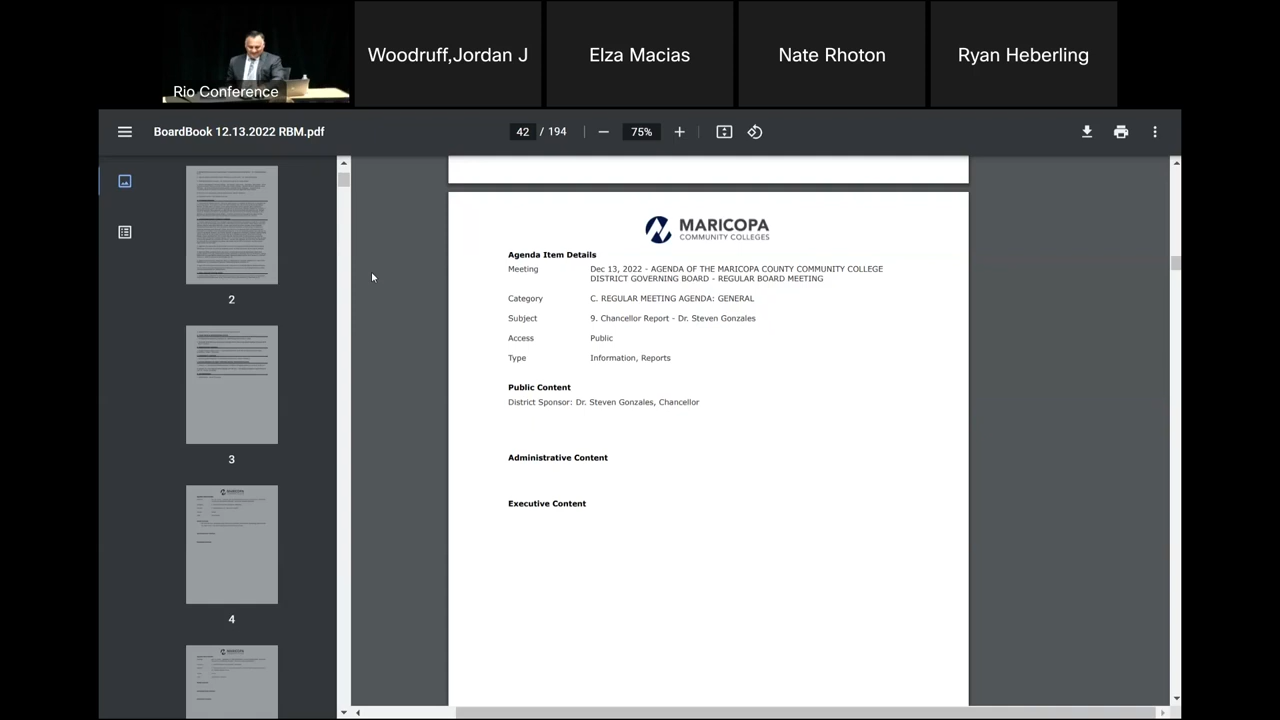 Rio Conference
Woodruff,Jordan J
Elza Macias
Nate Rhoton
Ryan Heberling
BoardBook 12.13.2022 RBM.pdf
42 / 194
75%
2
3
4
MARICOPA
COMMUNITY COLLEGES
Agenda Item Details
Meeting Dec 13, 2022 - AGENDA OF THE MARICOPA COUNTY COMMUNITY COLLEGE
DISTRICT GOVERNING BOARD - REGULAR BOARD MEETING
Category C. REGULAR MEETING AGENDA: GENERAL
Subject 9. Chancellor Report - Dr. Steven Gonzales
Access Public
Type Information, Reports
Public Content
District Sponsor: Dr. Steven Gonzales, Chancellor
Administrative Content
Executive Content